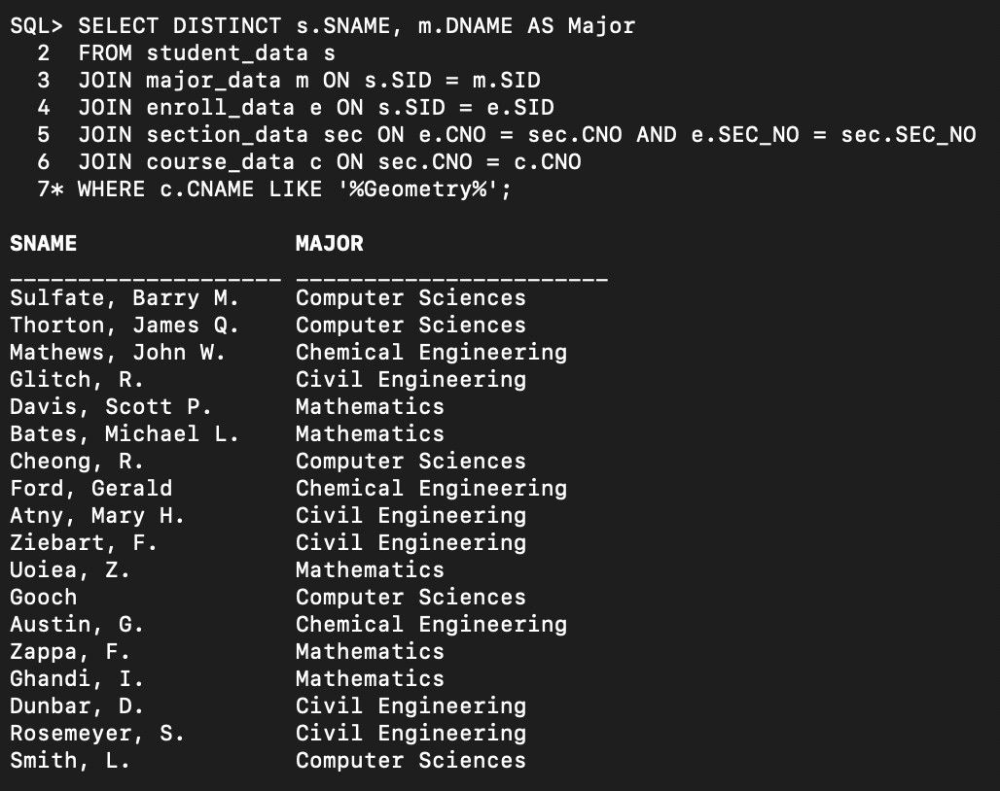 SQL> SELECT DISTINCT s.SNAME, m.DNAME AS Major
  2  FROM student_data s
  3  JOIN major_data m ON s.SID = m.SID
  4  JOIN enroll_data e ON s.SID = e.SID
  5  JOIN section_data sec ON e.CNO = sec.CNO AND e.SEC_NO = sec.SEC_NO
  6  JOIN course_data c ON sec.CNO = c.CNO
  7* WHERE c.CNAME LIKE '%Geometry%';

SNAME                MAJOR
____________________ _______________________
Sulfate, Barry M.    Computer Sciences
Thorton, James Q.    Computer Sciences
Mathews, John W.     Chemical Engineering
Glitch, R.           Civil Engineering
Davis, Scott P.      Mathematics
Bates, Michael L.    Mathematics
Cheong, R.           Computer Sciences
Ford, Gerald         Chemical Engineering
Atny, Mary H.        Civil Engineering
Ziebart, F.          Civil Engineering
Uoiea, Z.            Mathematics
Gooch                Computer Sciences
Austin, G.           Chemical Engineering
Zappa, F.            Mathematics
Ghandi, I.           Mathematics
Dunbar, D.           Civil Engineering
Rosemeyer, S.        Civil Engineering
Smith, L.            Computer Sciences